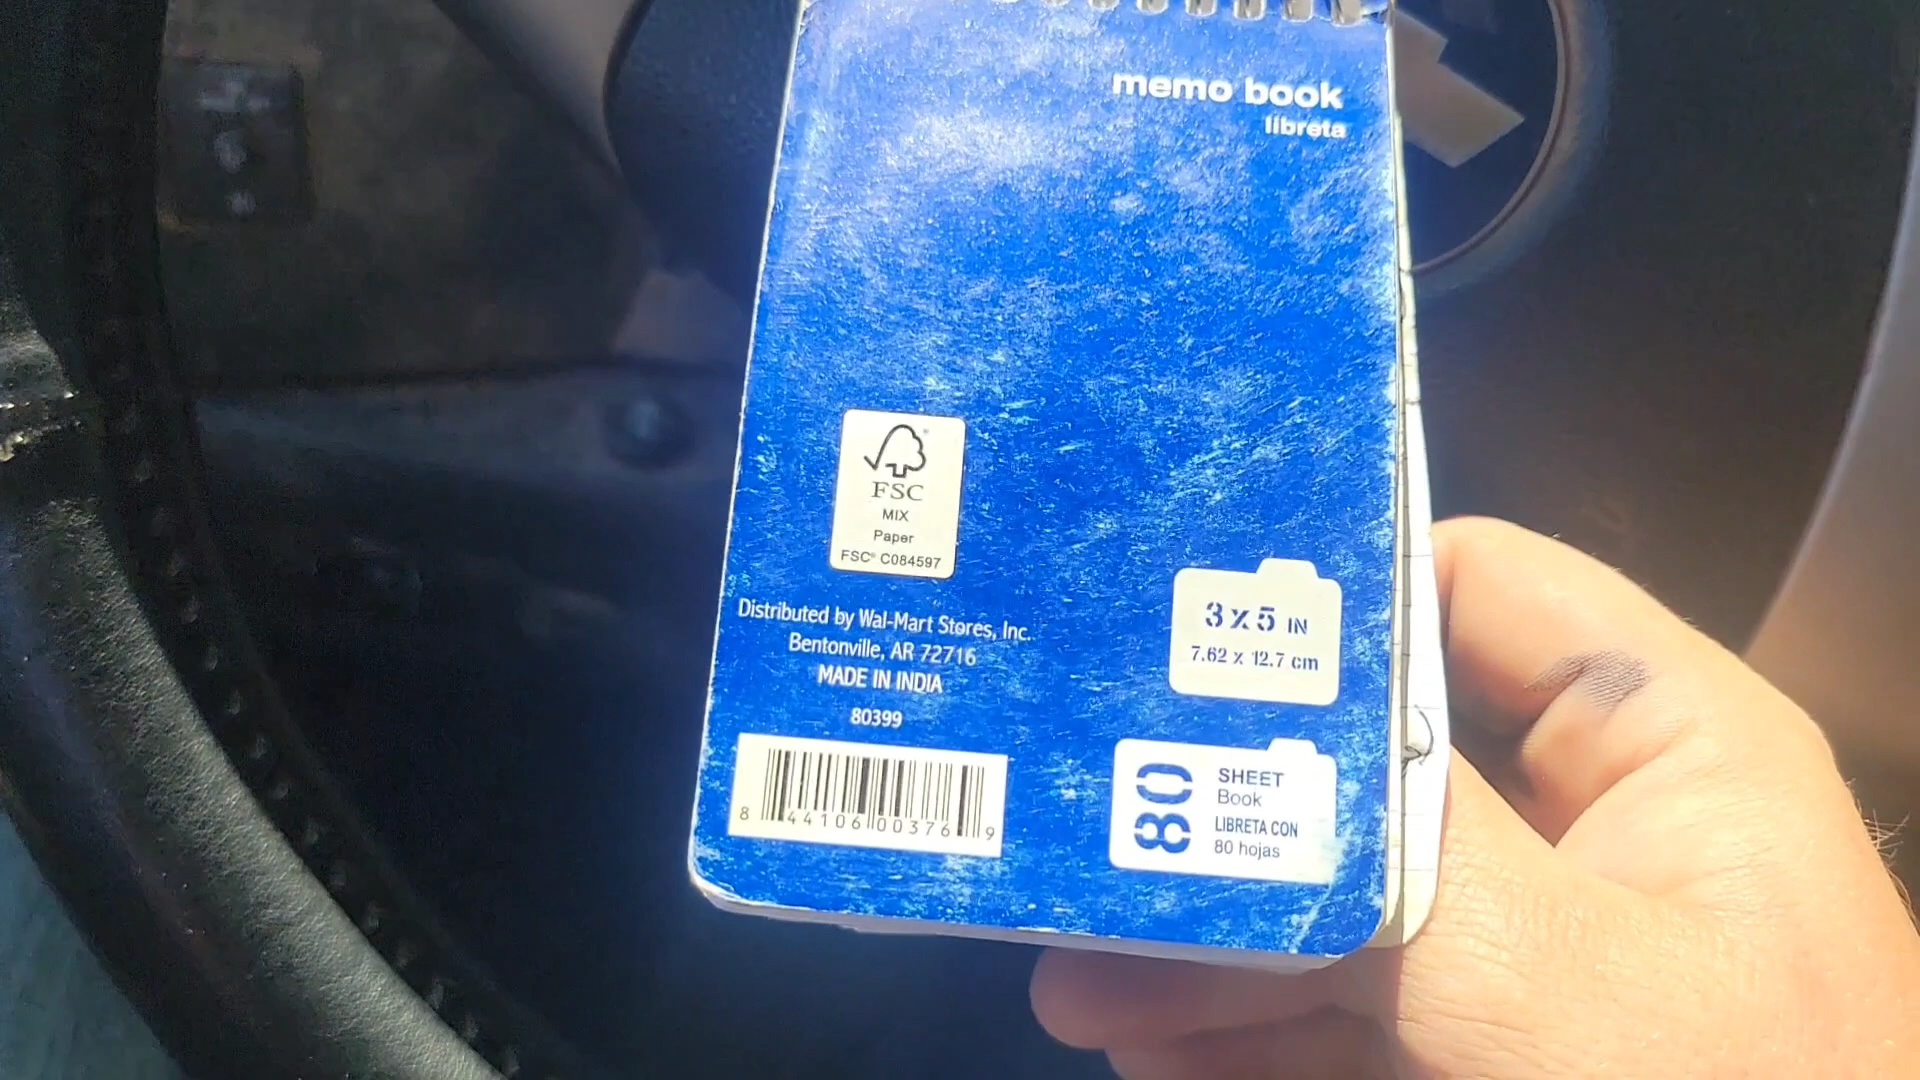 memo book
libreta
FSC®
MIX
Paper
FSC® C084597
Distributed by Wal-Mart Stores, Inc.
Bentonville, AR 72716
MADE IN INDIA
80399
8 44106 00376 9
3 x 5 IN
7.62 x 12.7 cm
80
SHEET
Book
LIBRETA CON
80 hojas